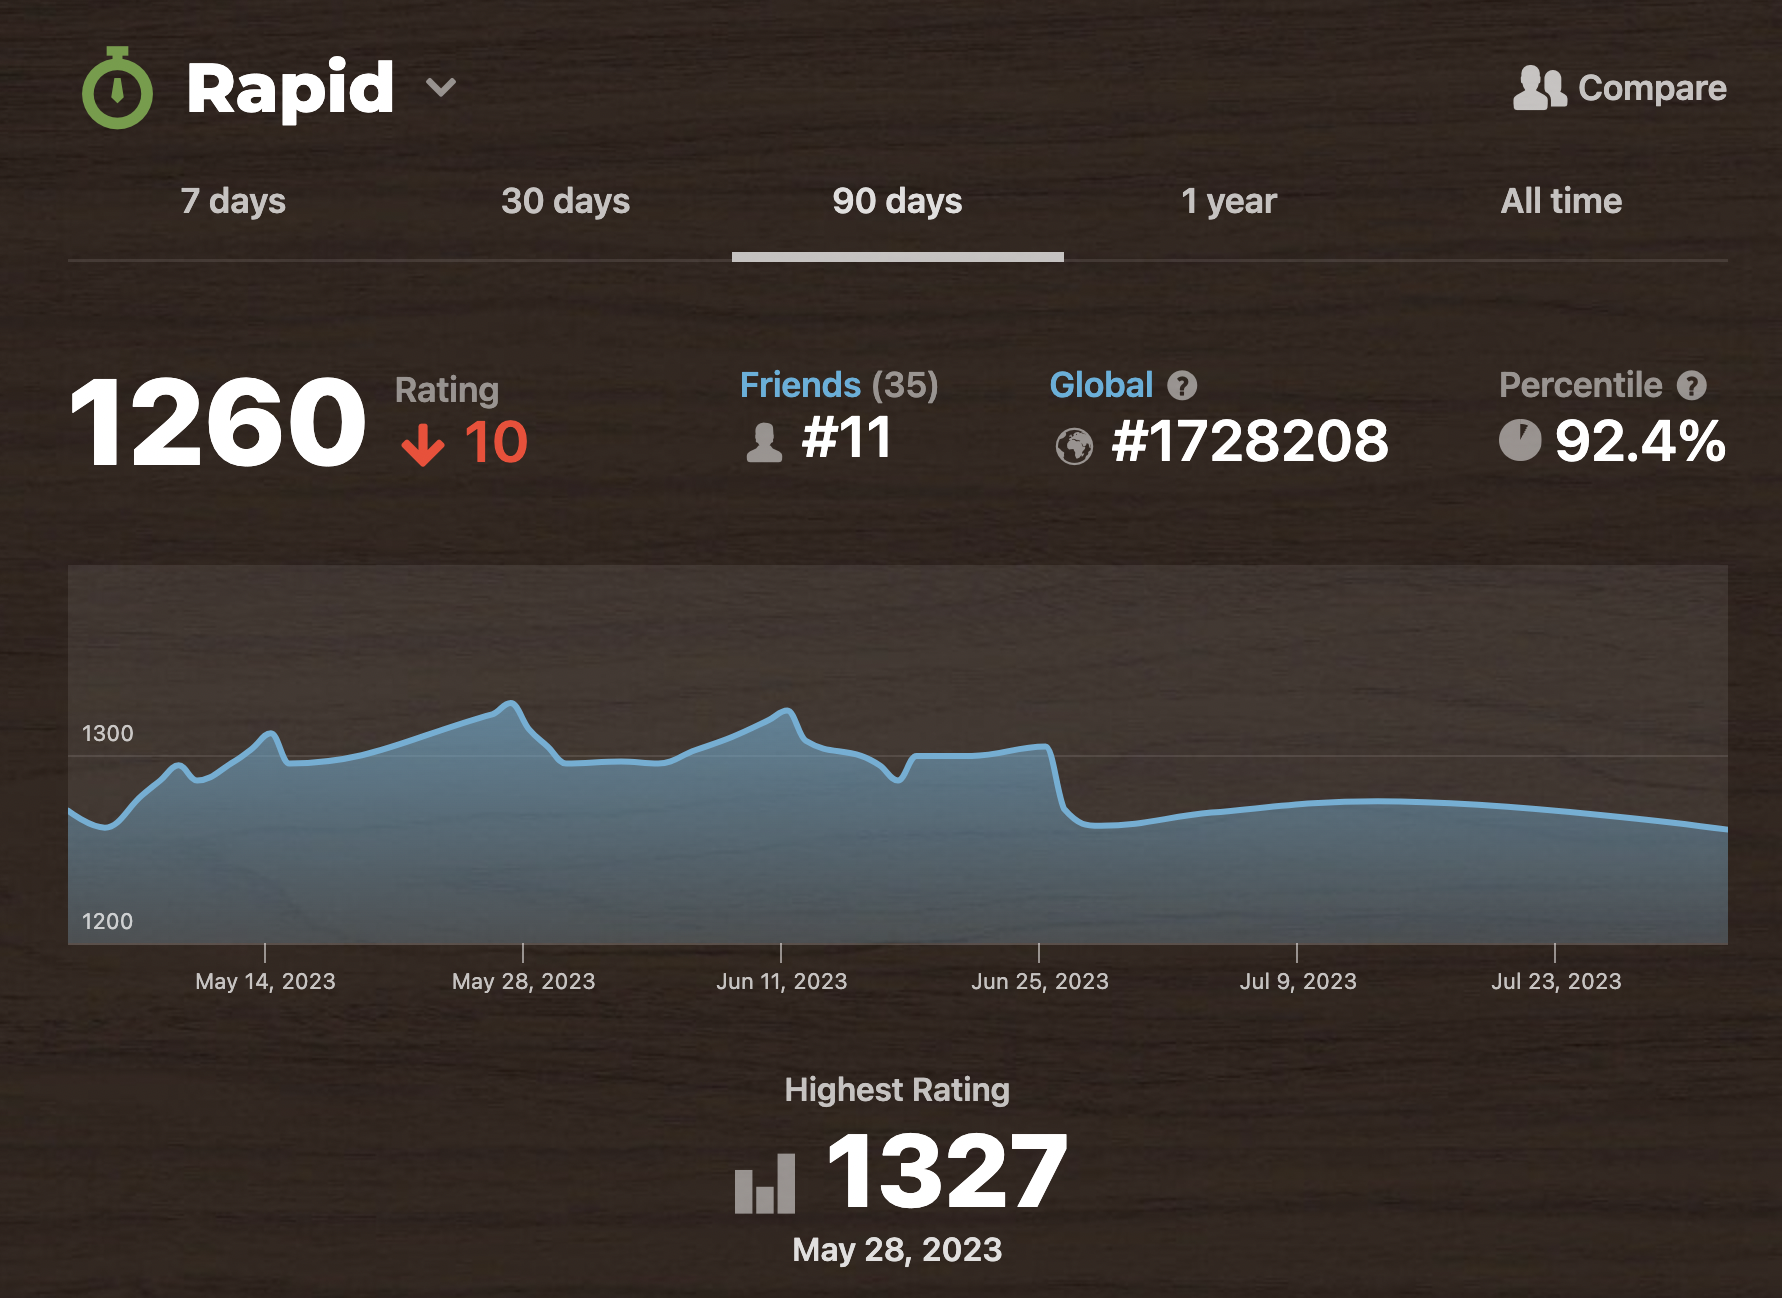 Rapid
Compare
7 days 30 days 90 days 1 year All time
1260 Rating 10
Friends (35) #11
Global ? #1728208
Percentile ? 92.4%
1300
1200
May 14, 2023 May 28, 2023 Jun 11, 2023 Jun 25, 2023 Jul 9, 2023 Jul 23, 2023
Highest Rating
1327
May 28, 2023